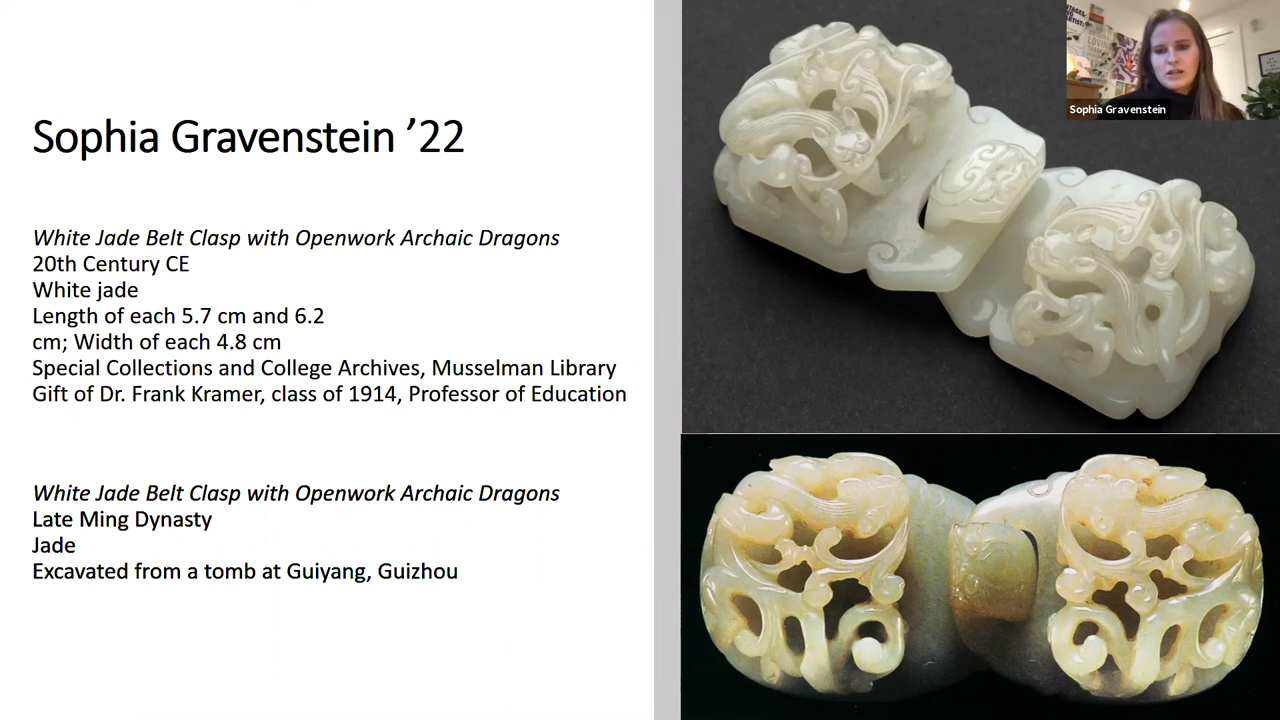 Sophia Gravenstein ’22
White Jade Belt Clasp with Openwork Archaic Dragons
20th Century CE
White jade
Length of each 5.7 cm and 6.2
cm; Width of each 4.8 cm
Special Collections and College Archives, Musselman Library
Gift of Dr. Frank Kramer, class of 1914, Professor of Education
White Jade Belt Clasp with Openwork Archaic Dragons
Late Ming Dynasty
Jade
Excavated from a tomb at Guiyang, Guizhou
LOVING
Sophia Gravenstein